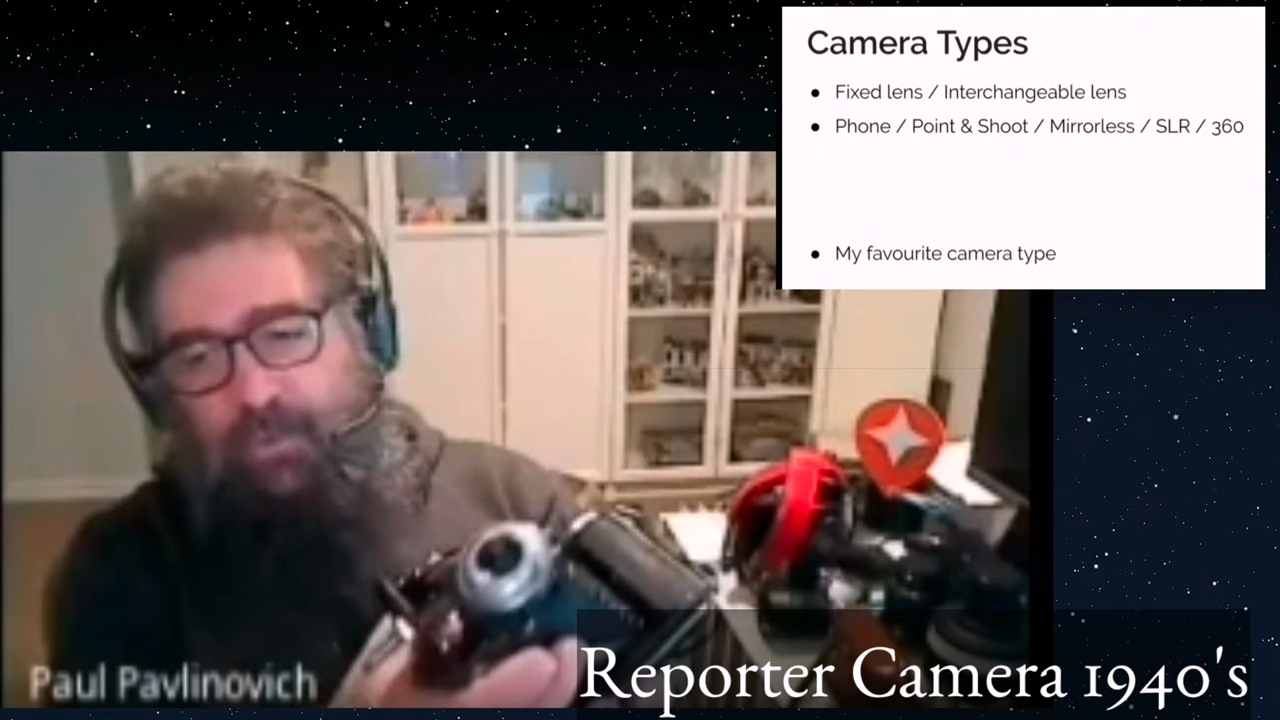 Camera Types
● Fixed lens / Interchangeable lens
● Phone / Point & Shoot / Mirrorless / SLR / 360
● My favourite camera type
Paul Pavlinovich
Reporter Camera 1940's